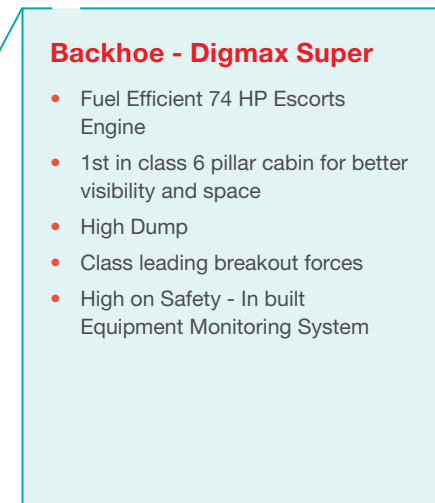 Backhoe - Digmax Super
• Fuel Efficient 74 HP Escorts
Engine
• 1st in class 6 pillar cabin for better
visibility and space
• High Dump
• Class leading breakout forces
• High on Safety - In built
Equipment Monitoring System